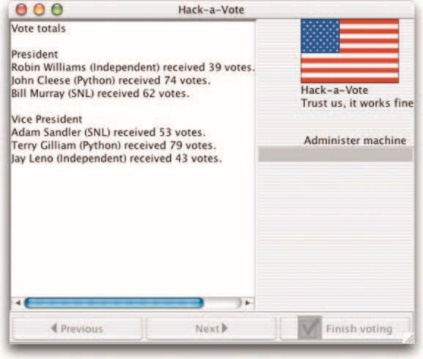 Hack-a-Vote
Vote totals
President
Robin Williams (Independent) received 39 votes.
John Cleese (Python) received 74 votes.
Bill Murray (SNL) received 62 votes.
Vice President
Adam Sandler (SNL) received 53 votes.
Terry Gilliam (Python) received 79 votes.
Jay Leno (Independent) received 43 votes.
Hack-a-Vote
Trust us, it works fine
Administer machine
Previous
Next
Finish voting